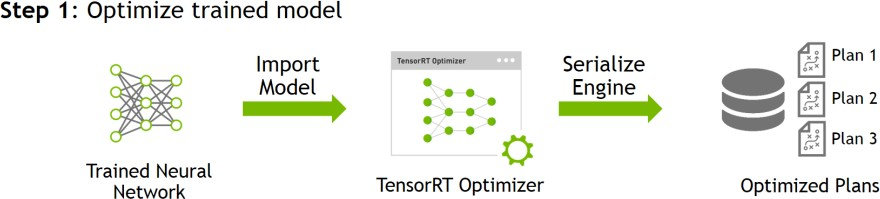 Step 1: Optimize trained model
Import
Model
TensorRT Optimizer
Serialize
Engine
Plan 1
Plan 2
Plan 3
Trained Neural
Network
TensorRT Optimizer
Optimized Plans